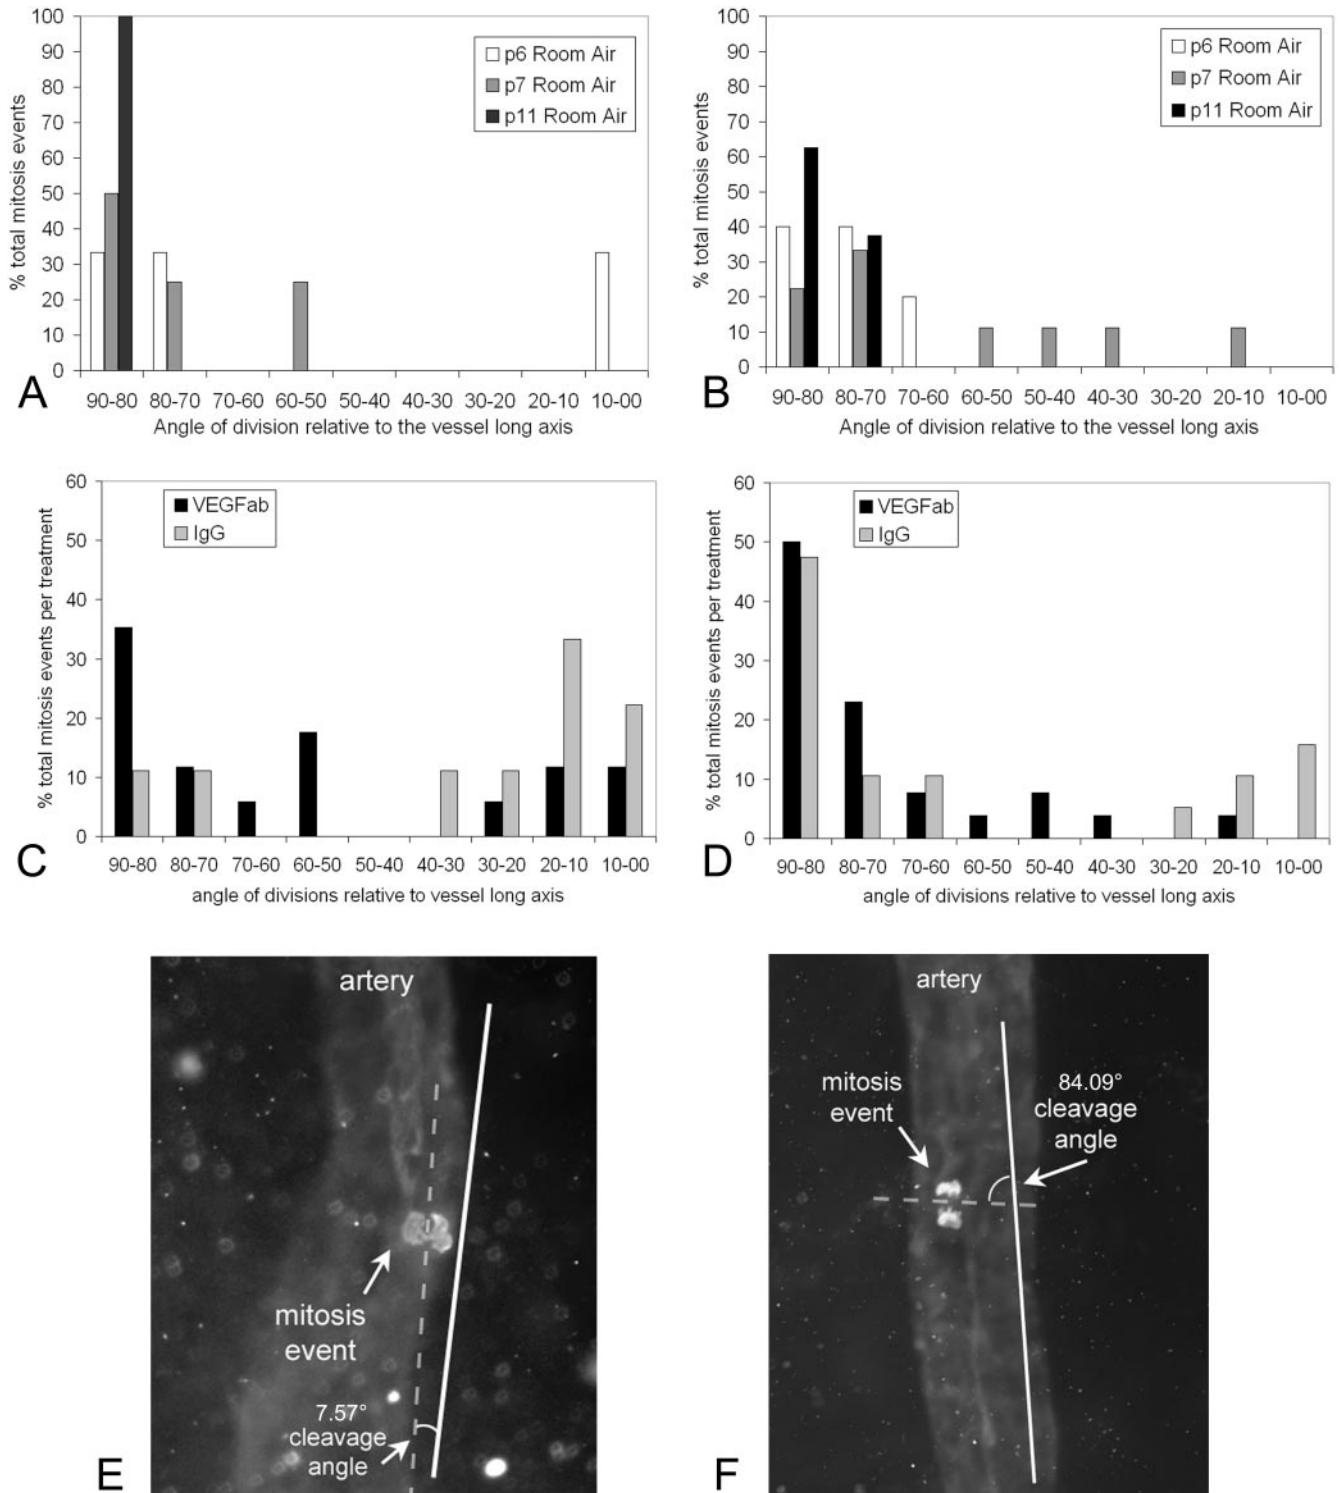 100
90
80
70
60
50
40
30
20
10
0
% total mitosis events
p6 Room Air
p7 Room Air
p11 Room Air
90-80 80-70 70-60 60-50 50-40 40-30 30-20 20-10 10-00
Angle of division relative to the vessel long axis
A
100
90
80
70
60
50
40
30
20
10
0
% total mitosis events
p6 Room Air
p7 Room Air
p11 Room Air
90-80 80-70 70-60 60-50 50-40 40-30 30-20 20-10 10-00
Angle of division relative to the vessel long axis
B
60
50
40
30
20
10
0
% total mitosis events per treatment
VEGFab
IgG
90-80 80-70 70-60 60-50 50-40 40-30 30-20 20-10 10-00
angle of divisions relative to vessel long axis
C
60
50
40
30
20
10
0
% total mitosis events per treatment
VEGFab
IgG
90-80 80-70 70-60 60-50 50-40 40-30 30-20 20-10 10-00
angle of divisions relative to vessel long axis
D
artery
mitosis
event
7.57°
cleavage
angle
E
artery
mitosis
event
84.09°
cleavage
angle
F